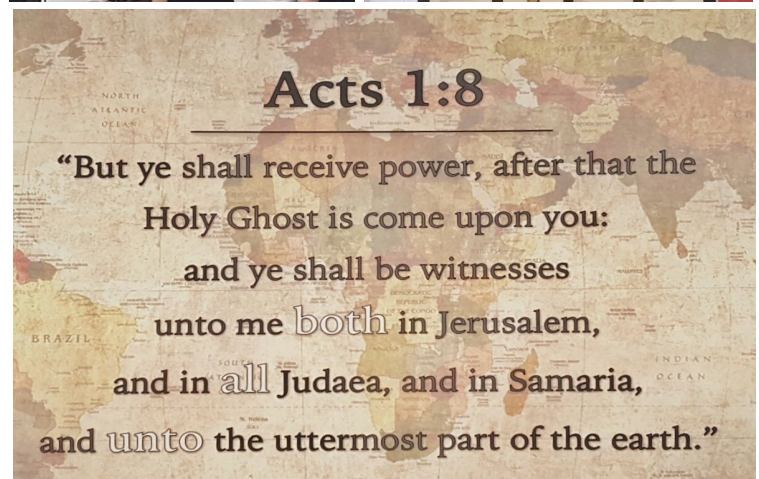 Acts 1:8
“But ye shall receive power, after that the
Holy Ghost is come upon you:
and ye shall be witnesses
unto me both in Jerusalem,
and in all Judaea, and in Samaria,
and unto the uttermost part of the earth.”
NORTH
ATLANTIC
OCEAN
BRAZIL
INDIAN
OCEAN